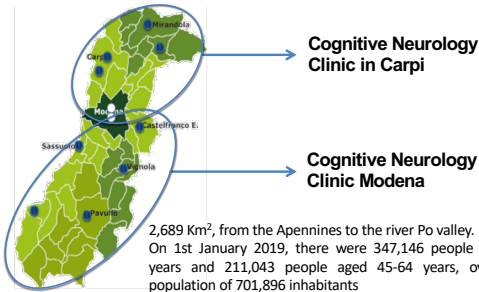 Mirandola
Carpi
Cognitive Neurology
Clinic in Carpi
Castelfranco E.
Sassuolo
Vignola
Cognitive Neurology
Clinic Modena
Pavullo
2,689 Km², from the Apennines to the river Po valley.
On 1st January 2019, there were 347,146 people
years and 211,043 people aged 45-64 years,
population of 701,896 inhabitants